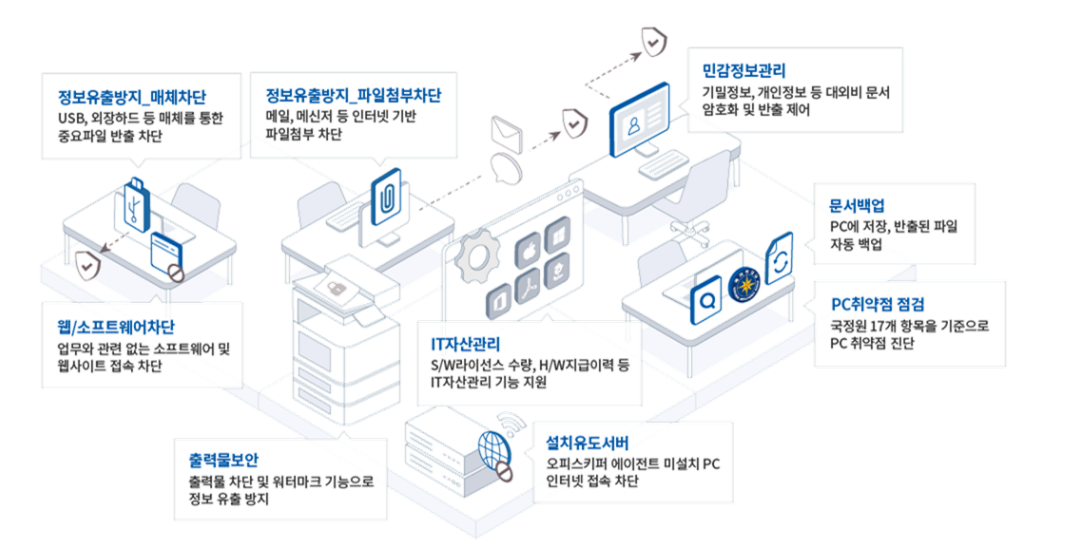 정보유출방지_매체차단
USB, 외장하드 등 매체를 통한
중요파일 반출 차단
정보유출방지_파일첨부차단
메일, 메신저 등 인터넷 기반
파일첨부 차단
민감정보관리
기밀정보, 개인정보 등 대외비 문서
암호화 및 반출 제어
문서백업
PC에 저장, 반출된 파일
자동 백업
웹/소프트웨어차단
업무와 관련 없는 소프트웨어 및
웹사이트 접속 차단
IT자산관리
S/W라이선스 수량, H/W지급이력 등
IT자산관리 기능 지원
PC취약점 점검
국정원 17개 항목을 기준으로
PC 취약점 진단
출력물보안
출력물 차단 및 워터마크 기능으로
정보 유출 방지
설치유도서버
오피스키퍼 에이전트 미설치 PC
인터넷 접속 차단